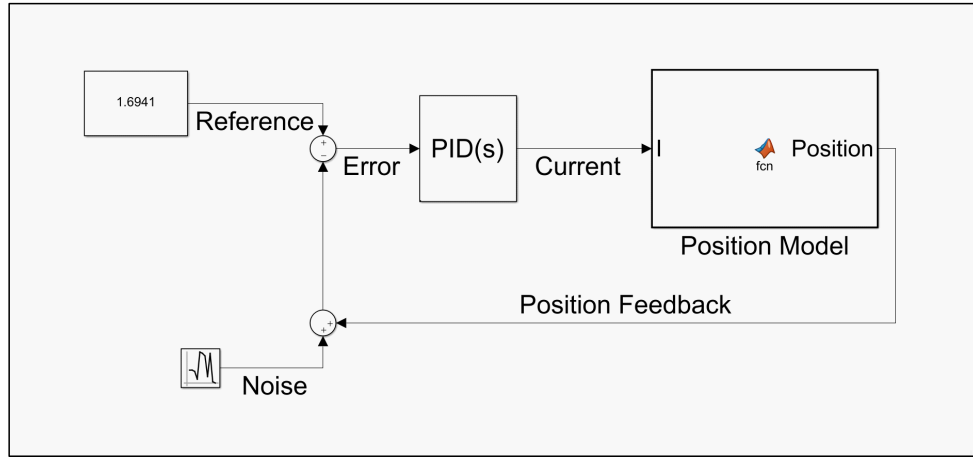 1.6941
Reference
+
−
Error
PID(s)
Current
I
fcn
Position
Position Model
Position Feedback
+
+
Noise